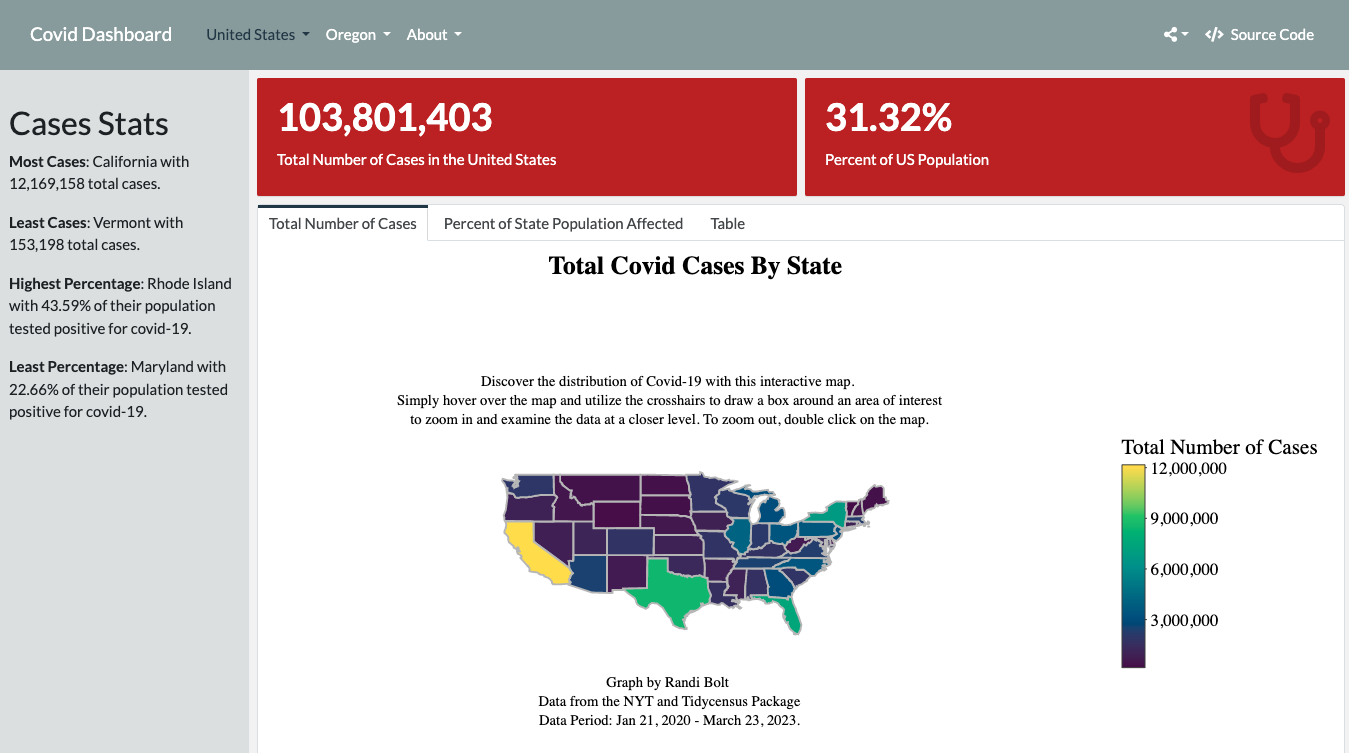 Covid Dashboard United States Oregon About Source Code
Cases Stats
Most Cases: California with
12,169,158 total cases.
Least Cases: Vermont with
153,198 total cases.
Highest Percentage: Rhode Island
with 43.59% of their population
tested positive for covid-19.
Least Percentage: Maryland with
22.66% of their population tested
positive for covid-19.
103,801,403
Total Number of Cases in the United States
31.32%
Percent of US Population
Total Number of Cases Percent of State Population Affected Table
Total Covid Cases By State
Discover the distribution of Covid-19 with this interactive map.
Simply hover over the map and utilize the crosshairs to draw a box around an area of interest
to zoom in and examine the data at a closer level. To zoom out, double click on the map.
Total Number of Cases
12,000,000
9,000,000
6,000,000
3,000,000
Graph by Randi Bolt
Data from the NYT and Tidycensus Package
Data Period: Jan 21, 2020 - March 23, 2023.